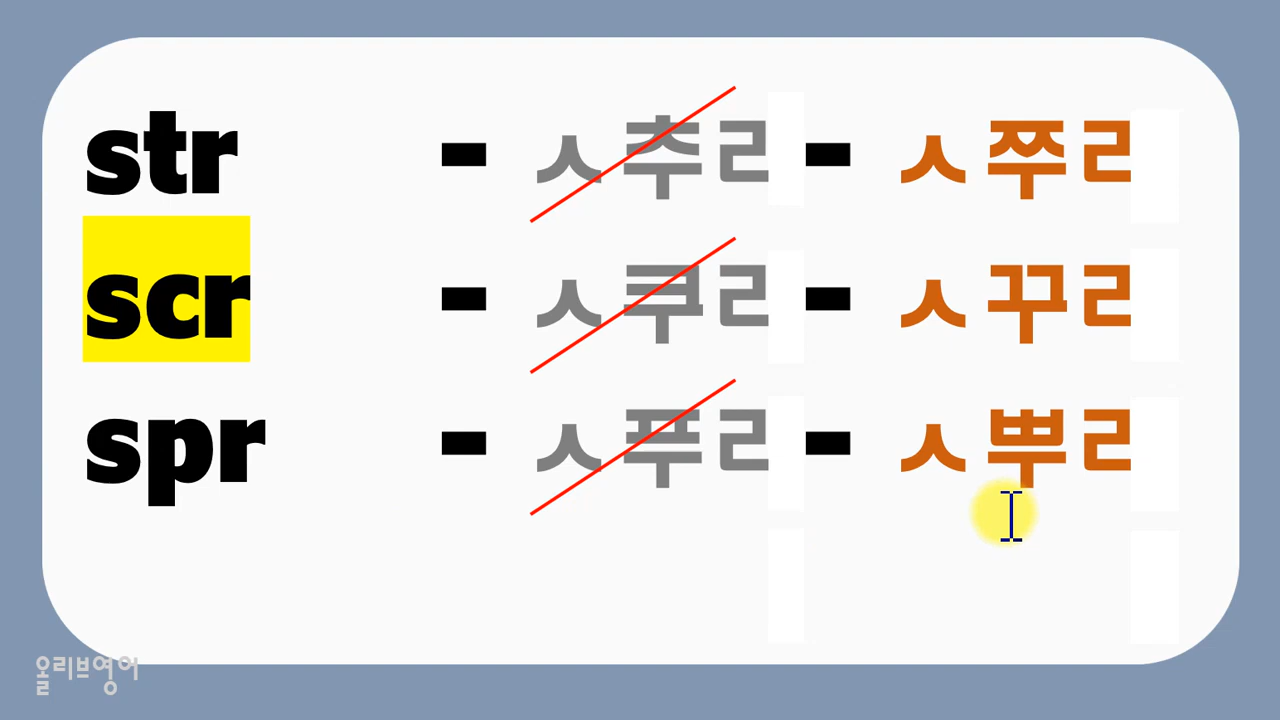 str - ㅅ추ㄹ - ㅅ쭈ㄹ
scr - ㅅ쿠ㄹ - ㅅ꾸ㄹ
spr - ㅅ푸ㄹ - ㅅ뿌ㄹ
올리브영어